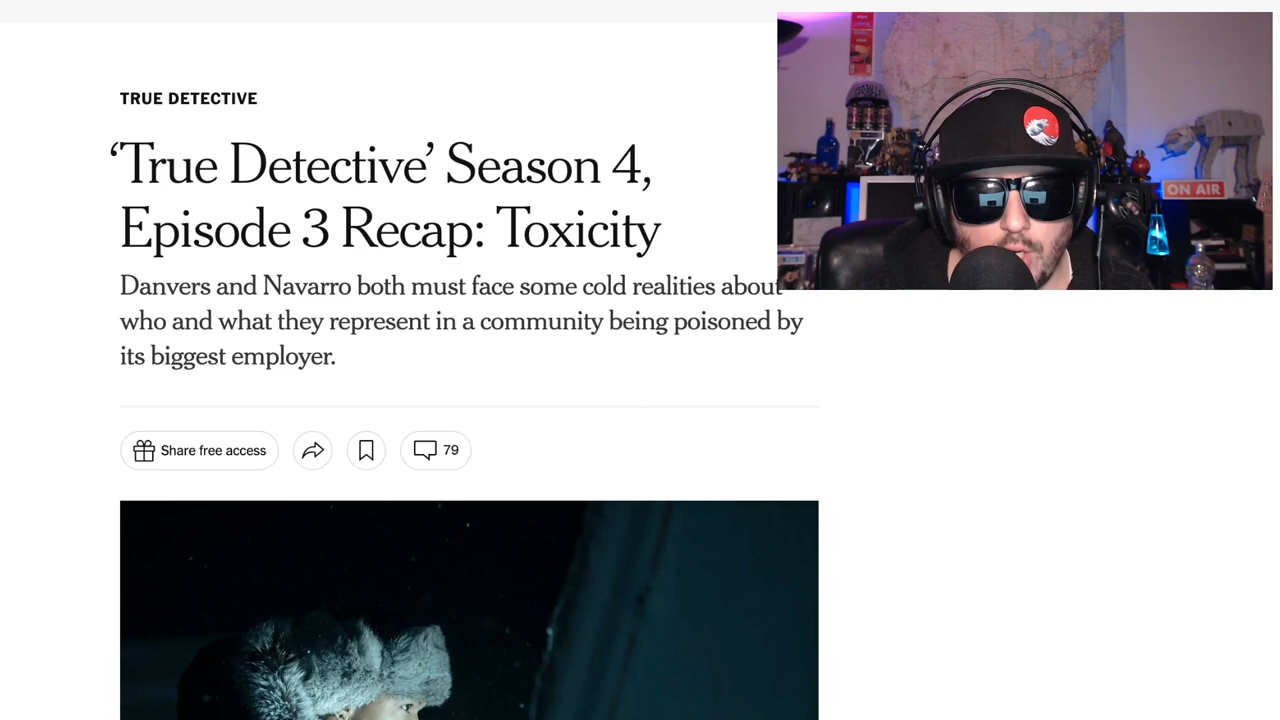 TRUE DETECTIVE
‘True Detective’ Season 4,
Episode 3 Recap: Toxicity
Danvers and Navarro both must face some cold realities about
who and what they represent in a community being poisoned by
its biggest employer.
Share free access
79
ON AIR